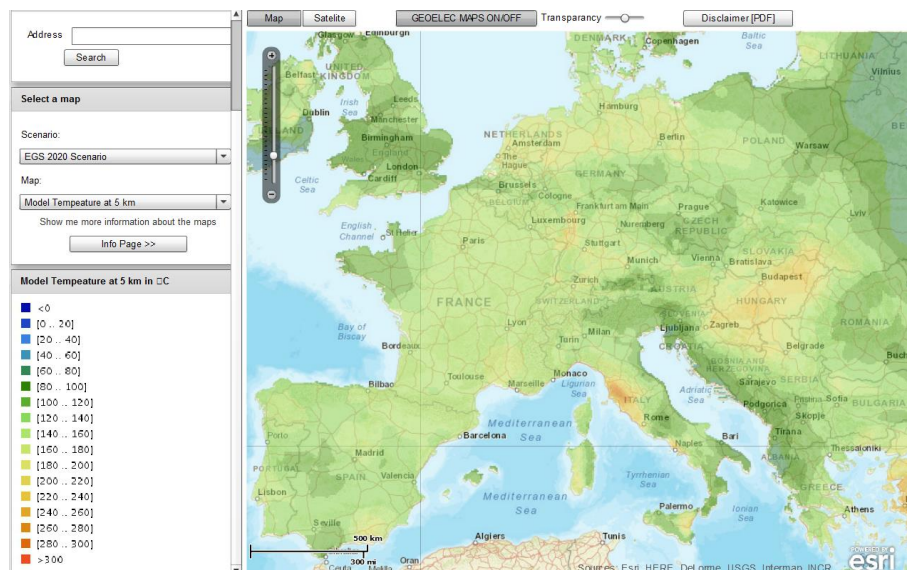 Address
Search
Select a map
Scenario:
EGS 2020 Scenario
Map:
Model Tempeature at 5 km
Show me more information about the maps
Info Page >>
Model Tempeature at 5 km in □C
<0
[0 .. 20]
[20 .. 40]
[40 .. 60]
[60 .. 80]
[80 .. 100]
[100 .. 120]
[120 .. 140]
[140 .. 160]
[160 .. 180]
[180 .. 200]
[200 .. 220]
[220 .. 240]
[240 .. 260]
[260 .. 280]
[280 .. 300]
>300
Map
Satelite
GEOELEC MAPS ON/OFF
Transparancy
Disclaimer [PDF]
Glasgow
Edinburgh
DENMARK
Copenhagen
Baltic
Sea
LITHUANIA
Vilnius
UNITED
KINGDOM
Belfast
Irish
Sea
Leeds
Dublin
Manchester
Hamburg
Birmingham
England
NETHERLANDS
Amsterdam
Berlin
POLAND
Warsaw
The
Hague
London
Cardiff
Celtic
Sea
GERMANY
Brussels
BELGIUM
Cologne
Frankfurt am Main
Prague
Katowice
Lviv
English
Channel
St Helier
Luxembourg
Nuremberg
CZECH
REPUBLIC
Paris
Stuttgart
SLOVAKIA
Munich
Vienna
Bratislava
Budapest
Zurich
AUSTRIA
FRANCE
SWITZERLAND
HUNGARY
SLOVENIA
ROMANIA
Bay of
Biscay
Lyon
Milan
Ljubljana
Zagreb
Turin
CROATIA
Belgrade
Bordeaux
BOSNIA AND
HERZEGOVINA
Toulouse
Monaco
Marseille
Ligurian
Sea
Sarajevo
SERBIA
Bilbao
Adriatic
Sea
ITALY
Podgorica
Sofia
Skopje
BULGARIA
Rome
Mediterranean
Sea
Tirana
Porto
Barcelona
Bari
Naples
Thessaloniki
Madrid
ALBANIA
PORTUGAL
SPAIN
Valencia
Tyrrhenian
Sea
GREECE
Lisbon
Mediterranean
Sea
Palermo
Ionian
Sea
Athens
Seville
500 km
300 mi
Algiers
Tunis
Ceuta
Oran
Sources: Esri, HERE, DeLorme, USGS, Intermap, INCR
POWERED BY
esri